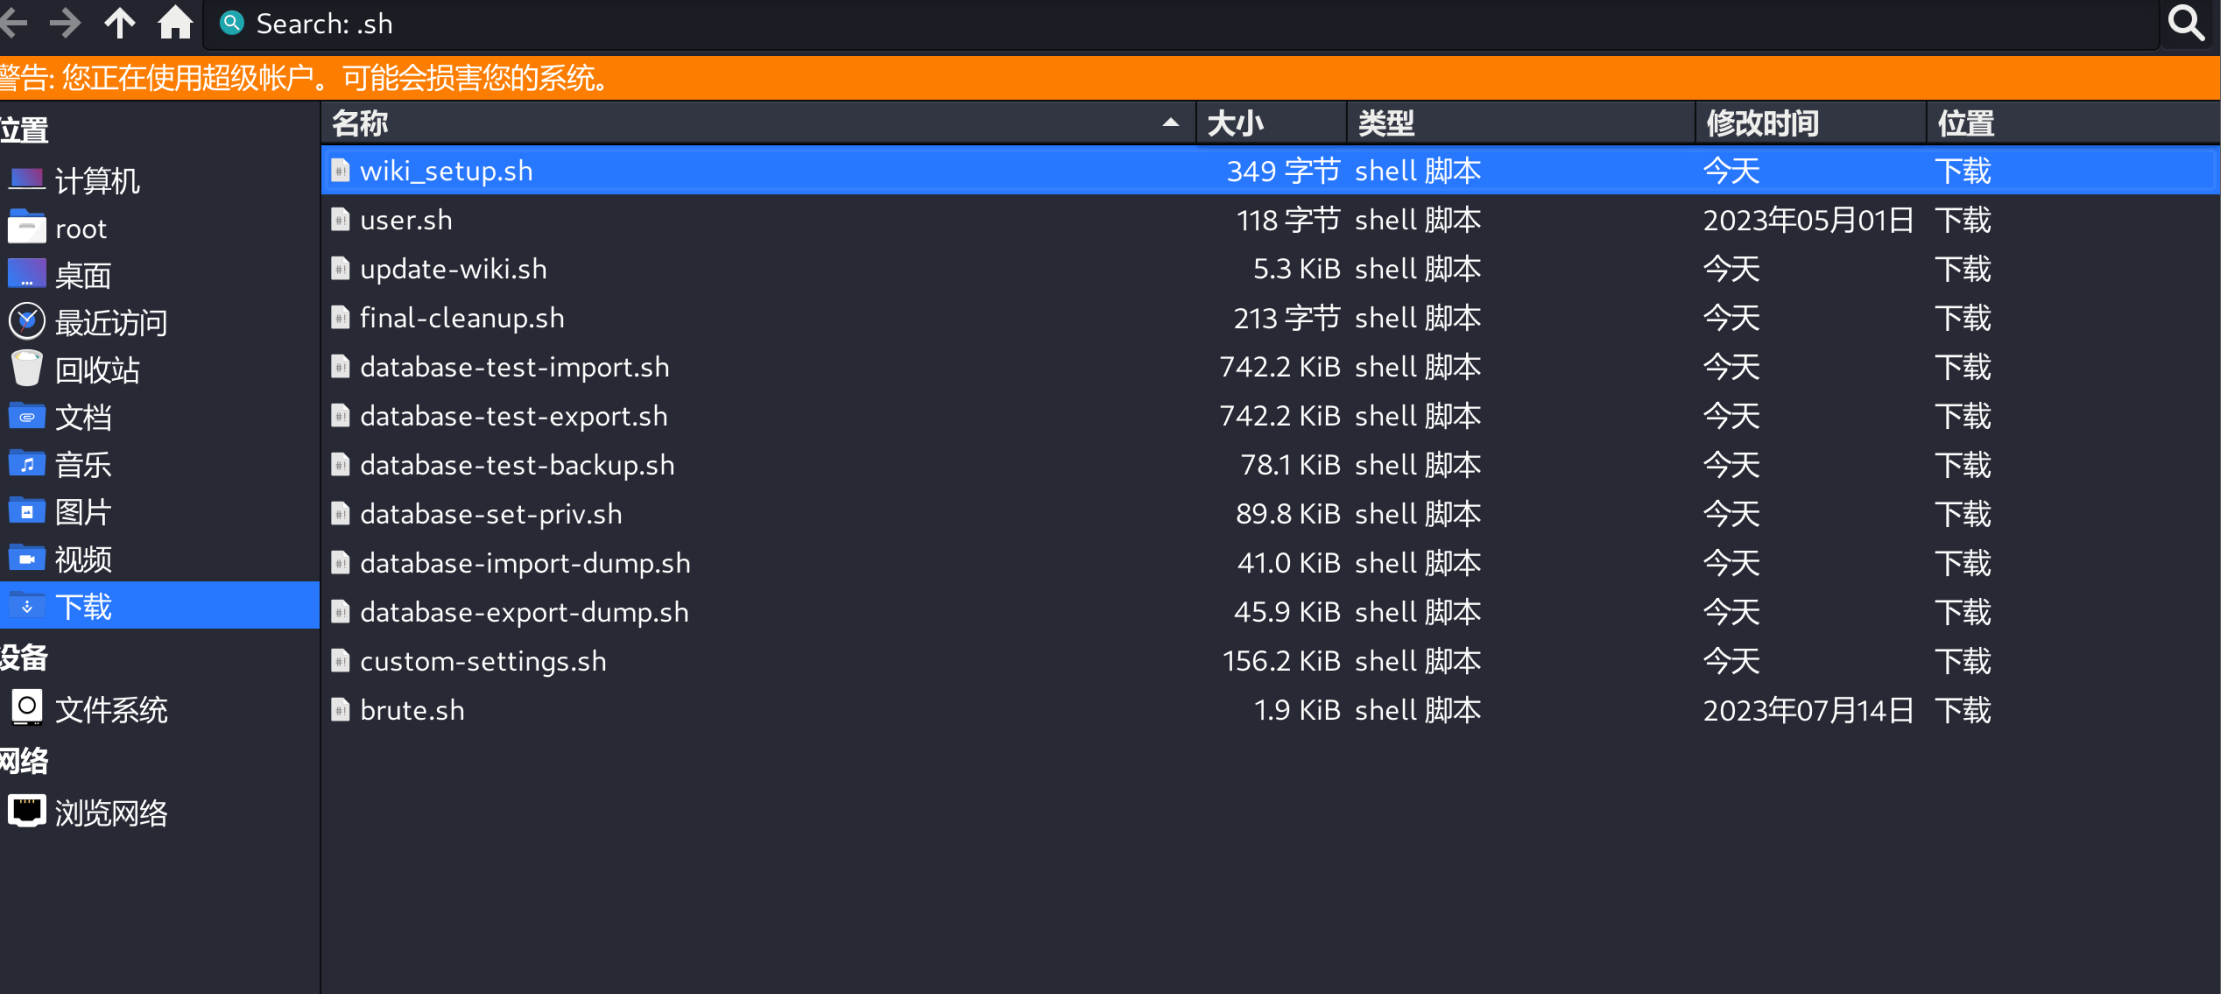 Search: .sh
警告: 您正在使用超级帐户。可能会损害您的系统。
位置
计算机
root
桌面
最近访问
回收站
文档
音乐
图片
视频
下载
设备
文件系统
网络
浏览网络
名称 大小 类型 修改时间 位置
wiki_setup.sh 349 字节 shell 脚本 今天 下载
user.sh 118 字节 shell 脚本 2023年05月01日 下载
update-wiki.sh 5.3 KiB shell 脚本 今天 下载
final-cleanup.sh 213 字节 shell 脚本 今天 下载
database-test-import.sh 742.2 KiB shell 脚本 今天 下载
database-test-export.sh 742.2 KiB shell 脚本 今天 下载
database-test-backup.sh 78.1 KiB shell 脚本 今天 下载
database-set-priv.sh 89.8 KiB shell 脚本 今天 下载
database-import-dump.sh 41.0 KiB shell 脚本 今天 下载
database-export-dump.sh 45.9 KiB shell 脚本 今天 下载
custom-settings.sh 156.2 KiB shell 脚本 今天 下载
brute.sh 1.9 KiB shell 脚本 2023年07月14日 下载